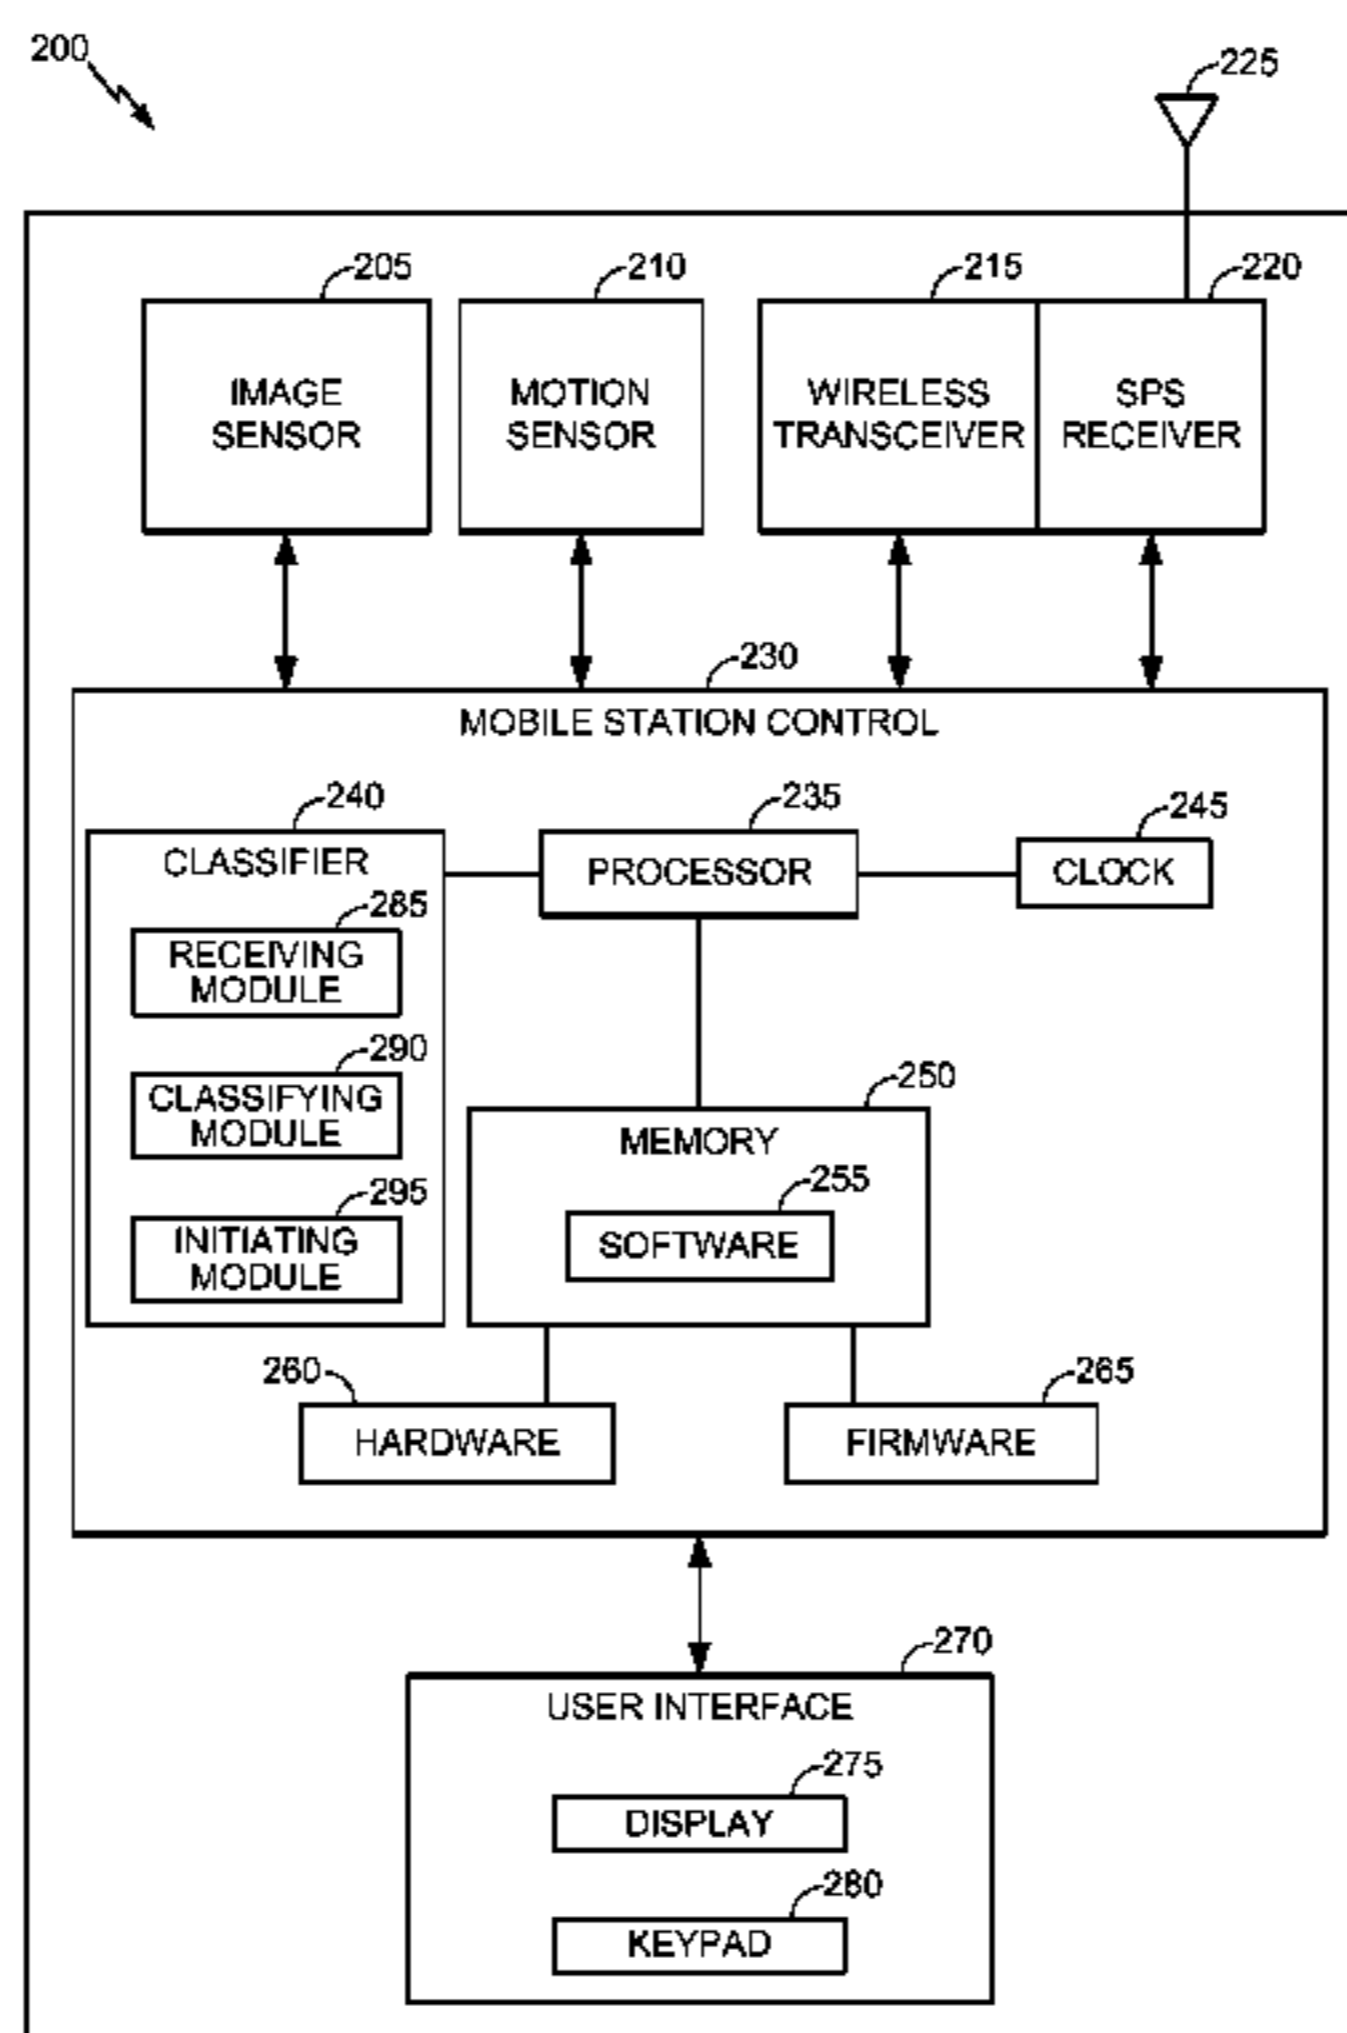 200
225
205
210
215
220
IMAGE
SENSOR
MOTION
SENSOR
WIRELESS
TRANSCEIVER
SPS
RECEIVER
230
MOBILE STATION CONTROL
240
235
245
CLASSIFIER
PROCESSOR
CLOCK
285
RECEIVING
MODULE
290
CLASSIFYING
MODULE
295
INITIATING
MODULE
250
MEMORY
255
SOFTWARE
260
265
HARDWARE
FIRMWARE
270
USER INTERFACE
275
DISPLAY
280
KEYPAD